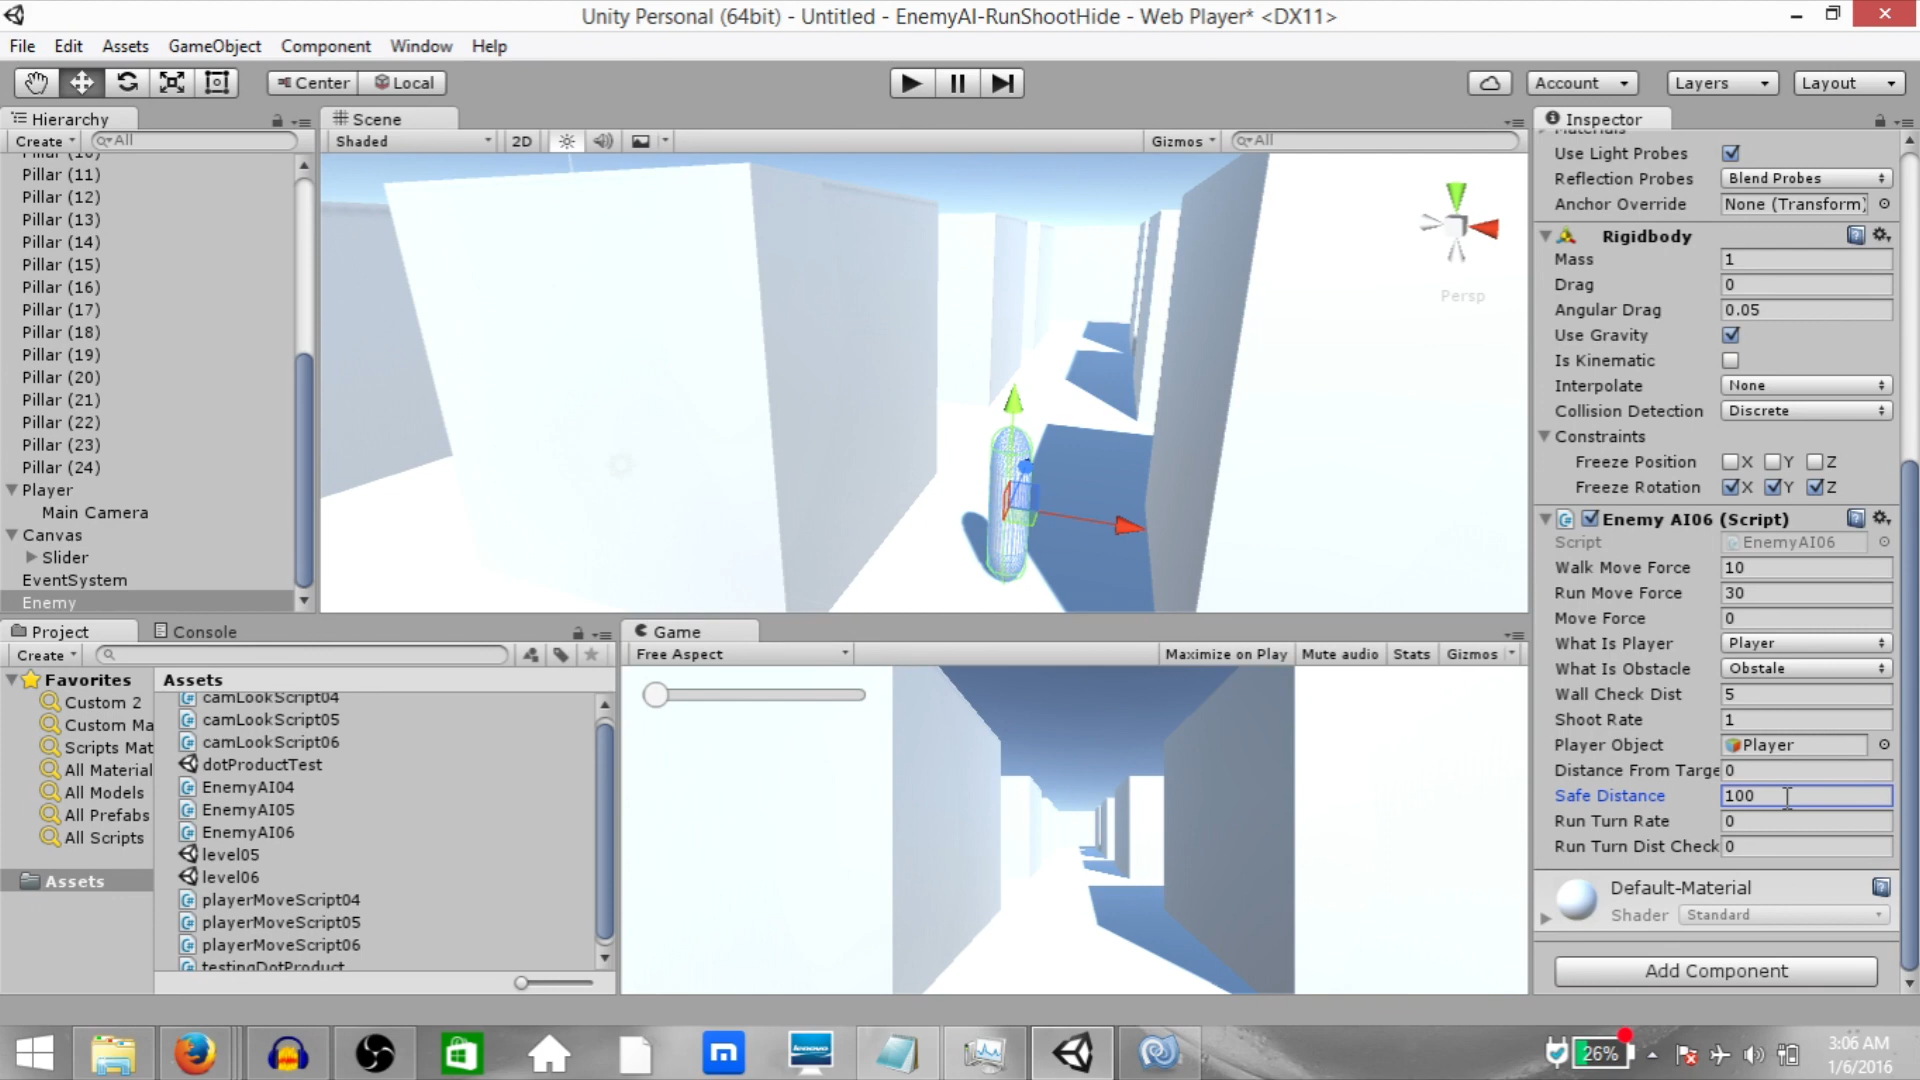 Unity Personal (64bit) - Untitled - EnemyAI-RunShootHide - Web Player* <DX11>
File Edit Assets GameObject Component Window Help
Center Local Account Layers Layout
Hierarchy
Create All
Pillar (10)
Pillar (11)
Pillar (12)
Pillar (13)
Pillar (14)
Pillar (15)
Pillar (16)
Pillar (17)
Pillar (18)
Pillar (19)
Pillar (20)
Pillar (21)
Pillar (22)
Pillar (23)
Pillar (24)
Player
Main Camera
Canvas
Slider
EventSystem
Enemy
Scene
Shaded 2D Gizmos All
Persp
Inspector
Materials
Use Light Probes
Reflection Probes Blend Probes
Anchor Override None (Transform)
Rigidbody
Mass 1
Drag 0
Angular Drag 0.05
Use Gravity
Is Kinematic
Interpolate None
Collision Detection Discrete
Constraints
Freeze Position X Y Z
Freeze Rotation X Y Z
Enemy AI06 (Script)
Script EnemyAI06
Walk Move Force 10
Run Move Force 30
Move Force 0
What Is Player Player
What Is Obstacle Obstale
Wall Check Dist 5
Shoot Rate 1
Player Object Player
Distance From Targe 0
Safe Distance 100
Run Turn Rate 0
Run Turn Dist Check 0
Default-Material
Shader Standard
Add Component
Project Console
Create
Favorites
Custom 2
Custom Ma
Scripts Mat
All Material
All Models
All Prefabs
All Scripts
Assets
Assets
camLookScript04
camLookScript05
camLookScript06
dotProductTest
EnemyAI04
EnemyAI05
EnemyAI06
level05
level06
playerMoveScript04
playerMoveScript05
playerMoveScript06
testingDotProduct
Game
Free Aspect Maximize on Play Mute audio Stats Gizmos
m
lenovo
26%
3:06 AM
1/6/2016